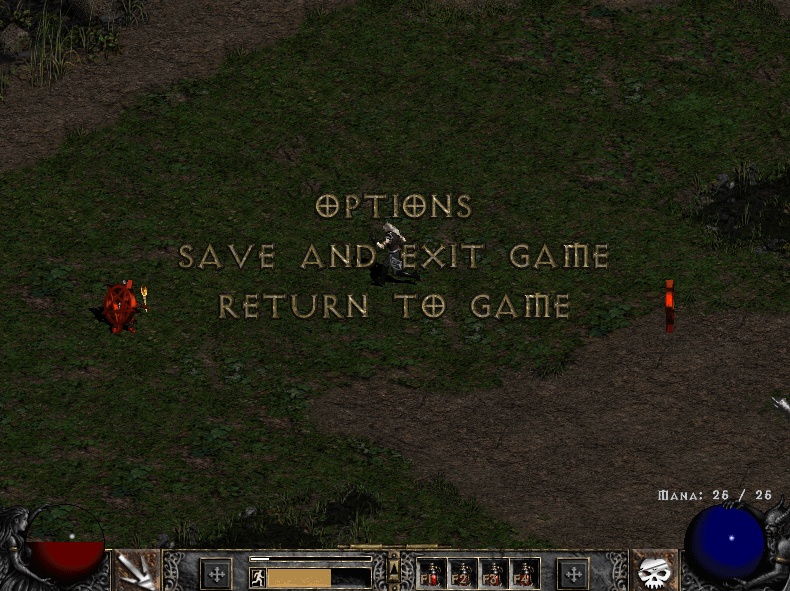 OPTIONS
SAVE AND EXIT GAME
RETURN TO GAME
MANA: 26 / 26
F1 F2 F3 F4